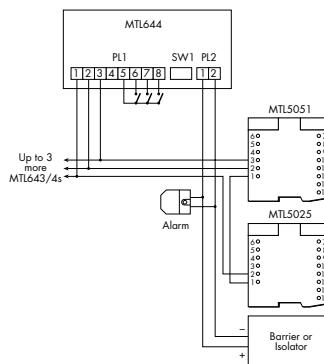 MTL644
PL1 SW1 PL2
1 2 3 4 5 6 7 8 1 2
MTL5051
6
5
4
3
2
1
Up to 3
more
MTL643/4s
Alarm
MTL5025
6
5
4
3
2
1
Barrier or
Isolator
–
+